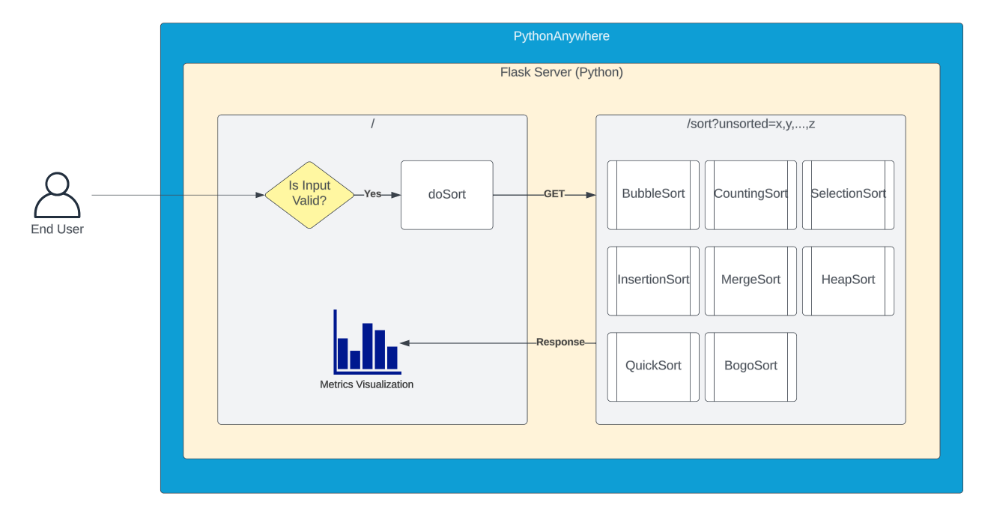 PythonAnywhere
Flask Server (Python)
/
/sort?unsorted=x,y,...,z
Is Input
Valid?
Yes
doSort
GET
BubbleSort
CountingSort
SelectionSort
End User
InsertionSort
MergeSort
HeapSort
Response
Metrics Visualization
QuickSort
BogoSort